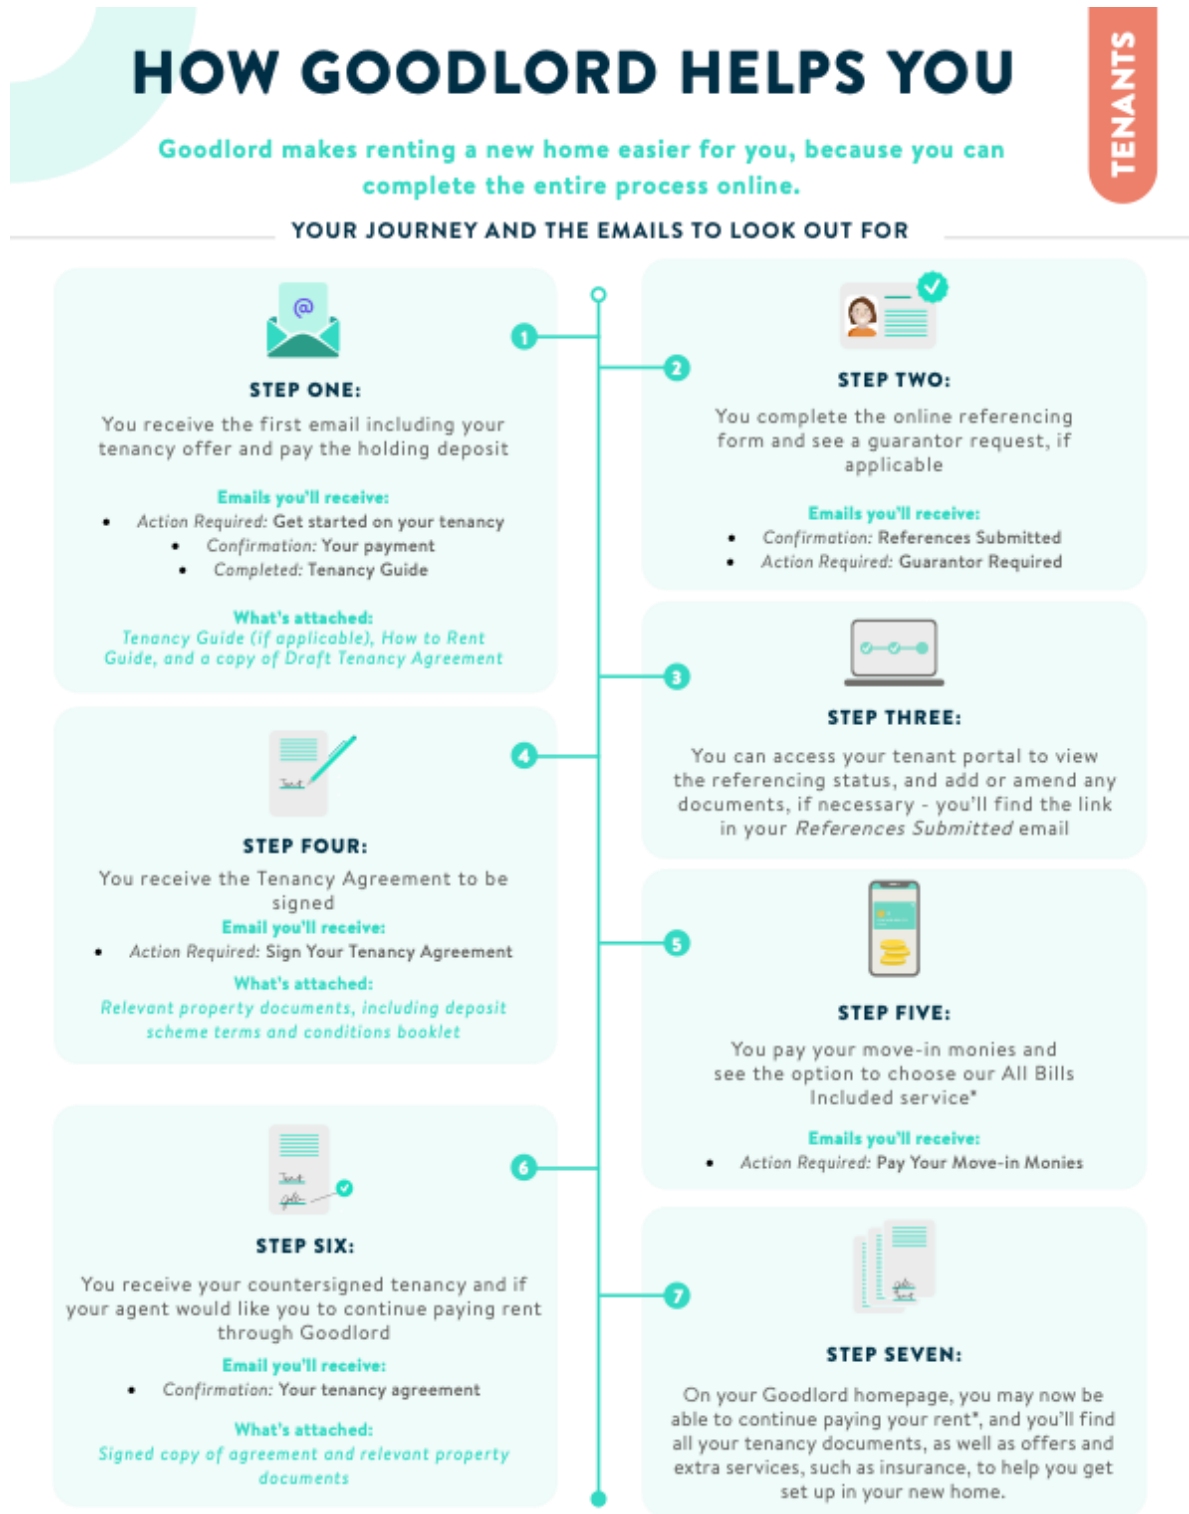 HOW GOODLORD HELPS YOU
TENANTS
Goodlord makes renting a new home easier for you, because you can
complete the entire process online.
YOUR JOURNEY AND THE EMAILS TO LOOK OUT FOR
@
1
STEP ONE:
You receive the first email including your
tenancy offer and pay the holding deposit
Emails you'll receive:
• Action Required: Get started on your tenancy
• Confirmation: Your payment
• Completed: Tenancy Guide
What's attached:
Tenancy Guide (if applicable), How to Rent
Guide, and a copy of Draft Tenancy Agreement
2
STEP TWO:
You complete the online referencing
form and see a guarantor request, if
applicable
Emails you'll receive:
• Confirmation: References Submitted
• Action Required: Guarantor Required
3
STEP THREE:
You can access your tenant portal to view
the referencing status, and add or amend any
documents, if necessary - you'll find the link
in your References Submitted email
4
STEP FOUR:
You receive the Tenancy Agreement to be
signed
Email you'll receive:
• Action Required: Sign Your Tenancy Agreement
What's attached:
Relevant property documents, including deposit
scheme terms and conditions booklet
5
STEP FIVE:
You pay your move-in monies and
see the option to choose our All Bills
Included service*
Emails you'll receive:
• Action Required: Pay Your Move-in Monies
6
STEP SIX:
You receive your countersigned tenancy and if
your agent would like you to continue paying rent
through Goodlord
Email you'll receive:
• Confirmation: Your tenancy agreement
What's attached:
Signed copy of agreement and relevant property
documents
7
STEP SEVEN:
On your Goodlord homepage, you may now be
able to continue paying your rent*, and you'll find
all your tenancy documents, as well as offers and
extra services, such as insurance, to help you get
set up in your new home.